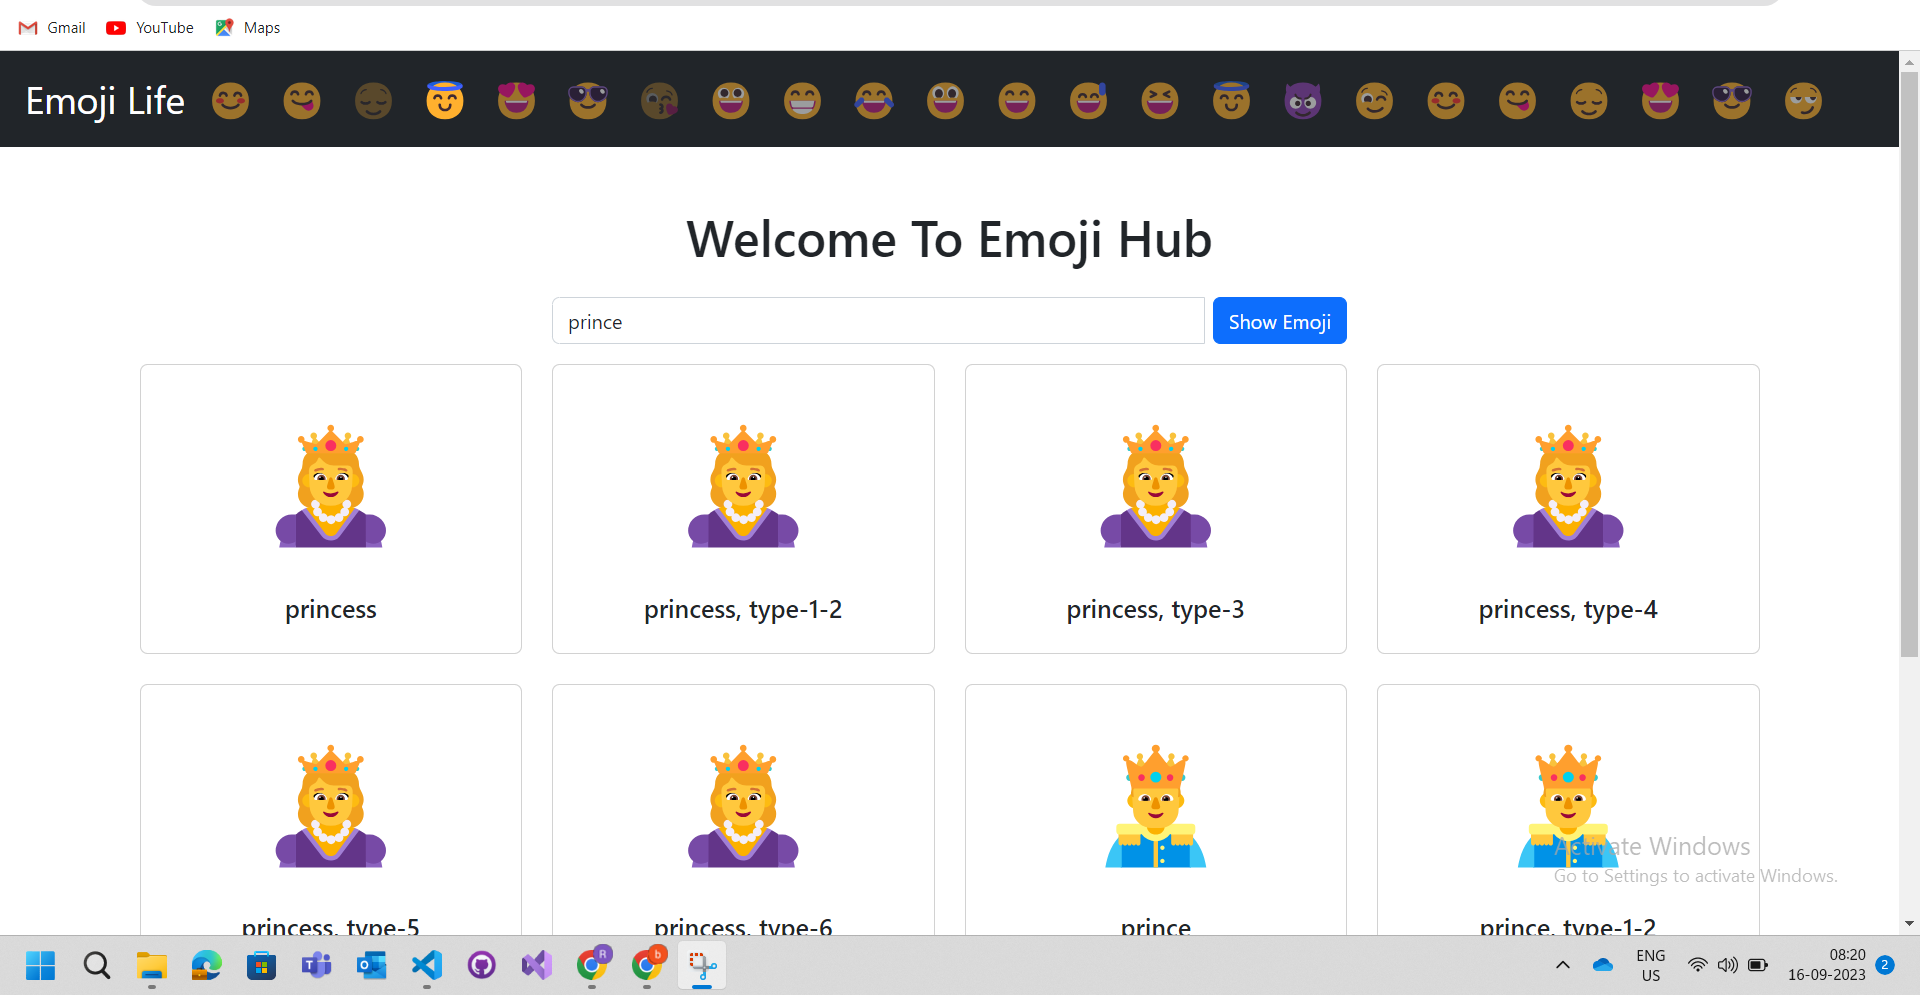 Gmail YouTube Maps
Emoji Life
Welcome To Emoji Hub
prince Show Emoji
princess princess, type-1-2 princess, type-3 princess, type-4
princess, type-5 princess, type-6 prince prince, type-1-2
Activate Windows
Go to Settings to activate Windows.
R b
ENG 08:20
US 16-09-2023 2